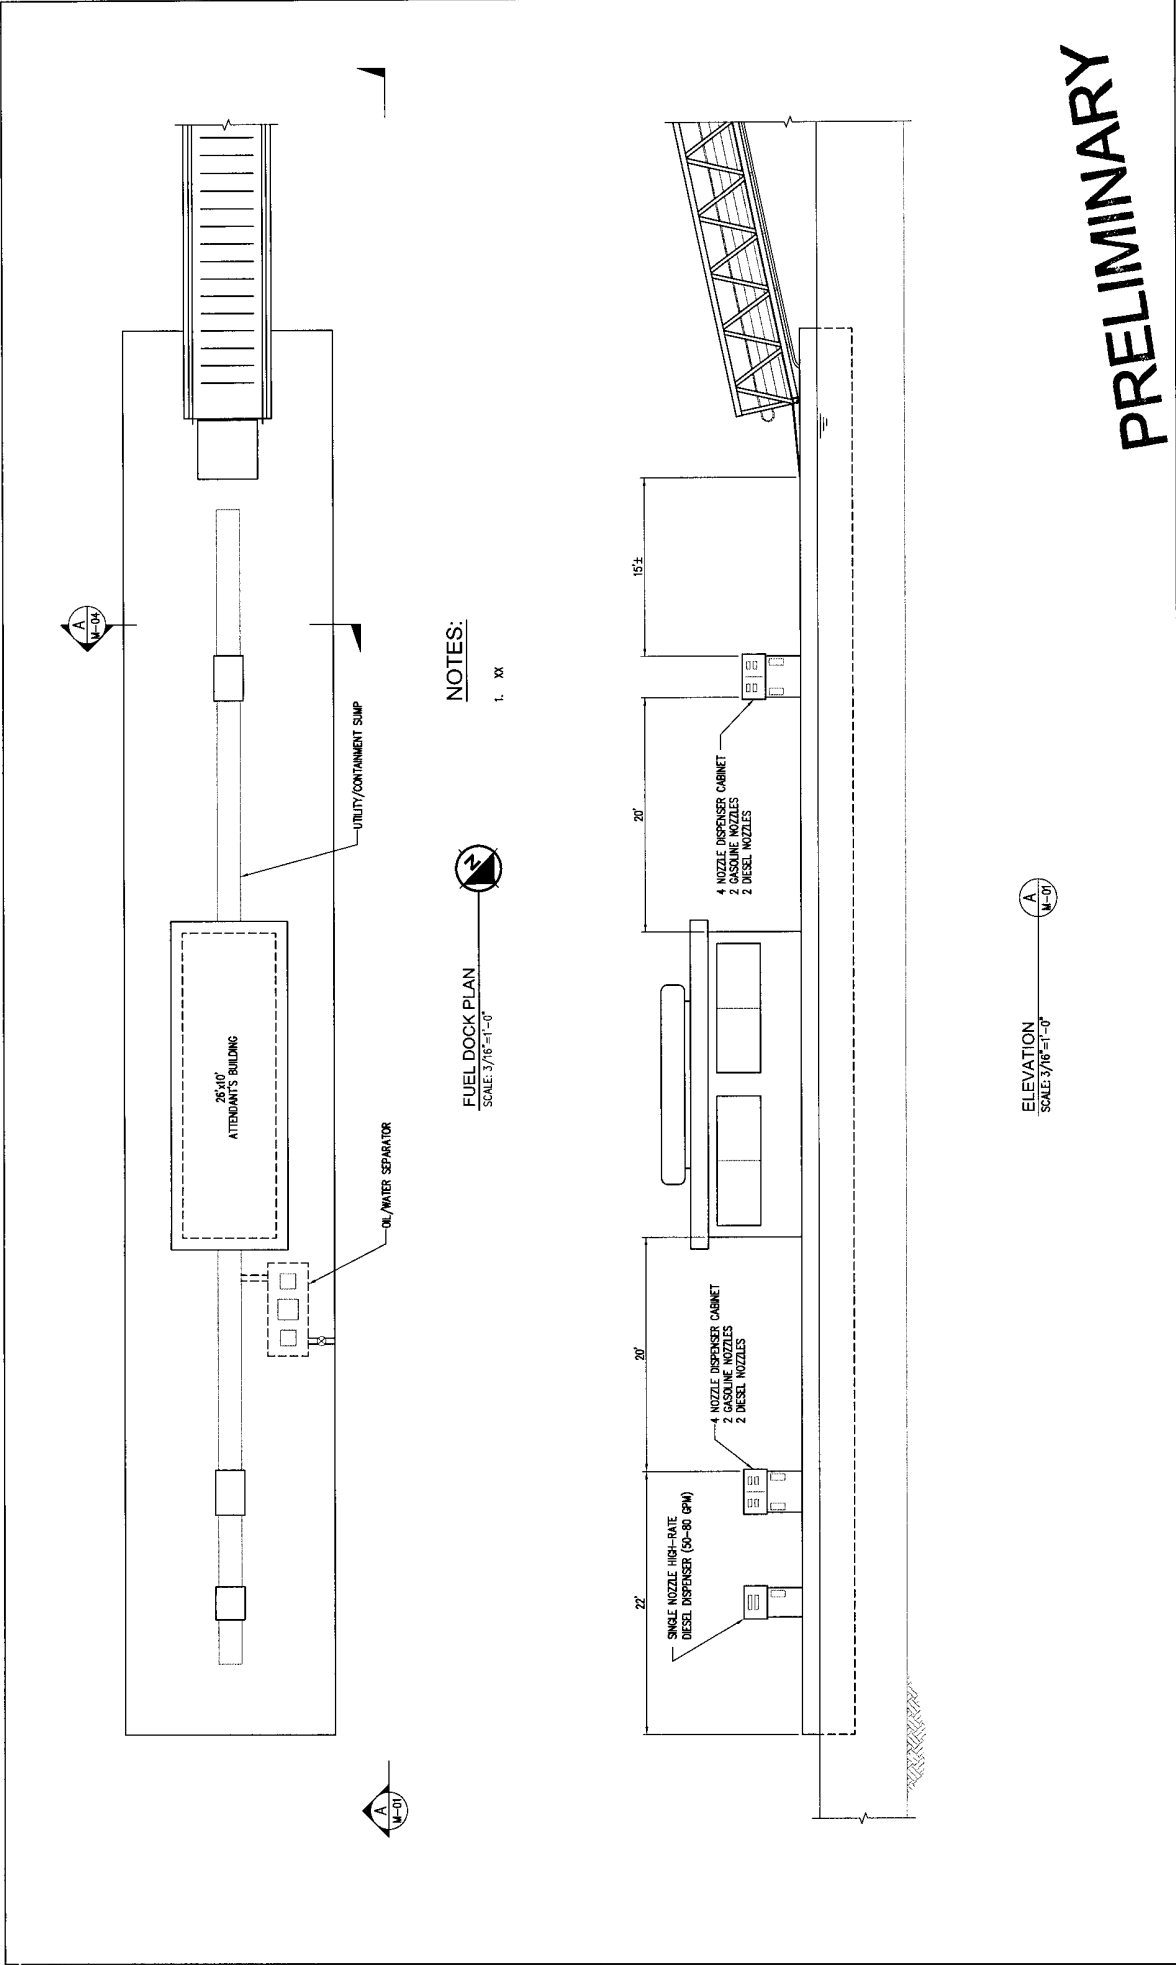 A
M-04
26'x10'
ATTENDANT'S BUILDING
UTILITY/CONTAINMENT SUMP
OIL/WATER SEPARATOR
A
M-01
FUEL DOCK PLAN
SCALE: 3/16"=1'-0"
N
NOTES:
1. XX
22'
20'
20'
15'±
SINGLE NOZZLE HIGH-RATE
DIESEL DISPENSER (50-80 GPM)
4 NOZZLE DISPENSER CABINET
2 GASOLINE NOZZLES
2 DIESEL NOZZLES
4 NOZZLE DISPENSER CABINET
2 GASOLINE NOZZLES
2 DIESEL NOZZLES
ELEVATION
SCALE: 3/16"=1'-0"
A
M-01
PRELIMINARY